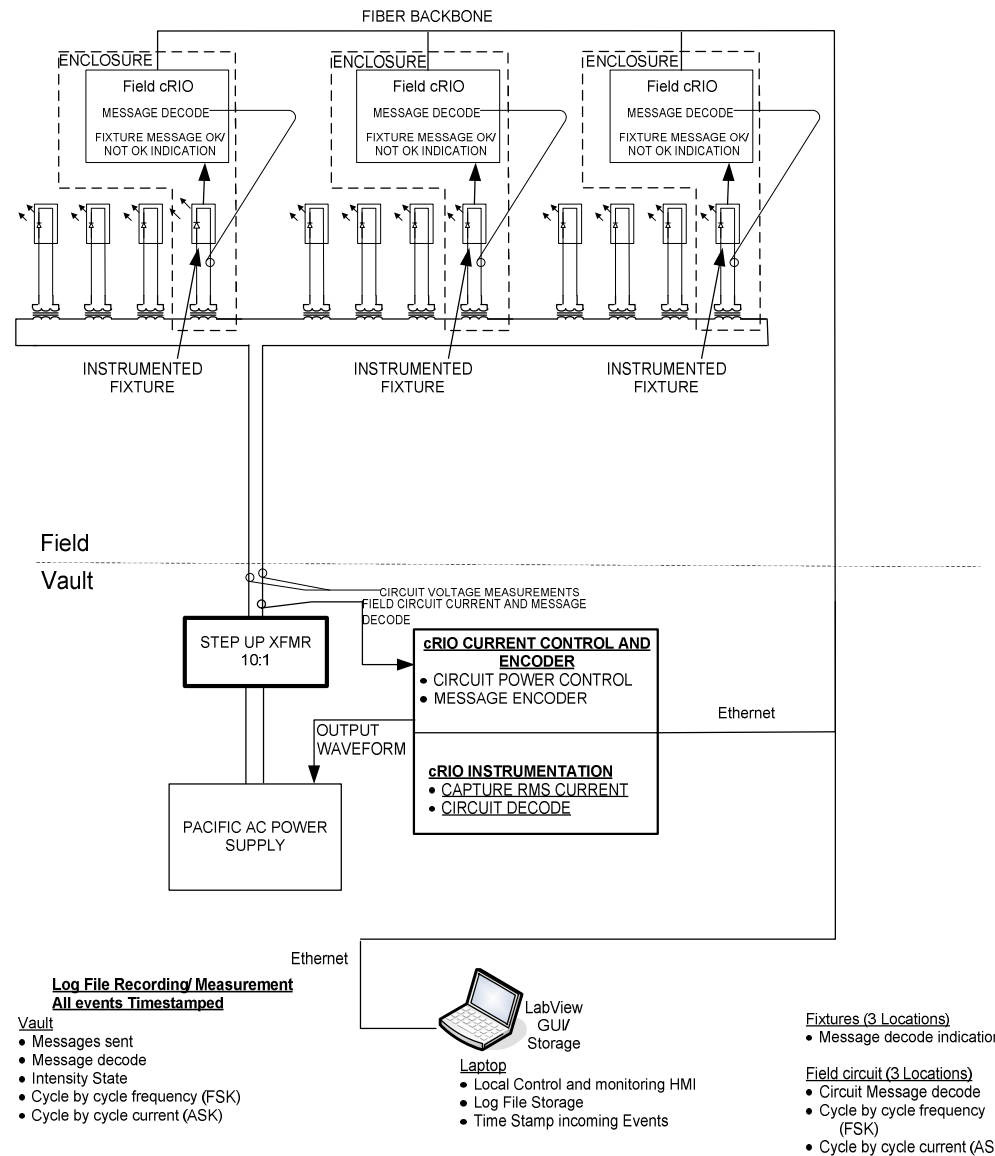 FIBER BACKBONE
ENCLOSURE
Field cRIO
MESSAGE DECODE
FIXTURE MESSAGE OK/
NOT OK INDICATION
ENCLOSURE
Field cRIO
MESSAGE DECODE
FIXTURE MESSAGE OK/
NOT OK INDICATION
ENCLOSURE
Field cRIO
MESSAGE DECODE
FIXTURE MESSAGE OK/
NOT OK INDICATION
INSTRUMENTED
FIXTURE
INSTRUMENTED
FIXTURE
INSTRUMENTED
FIXTURE
Field
Vault
CIRCUIT VOLTAGE MEASUREMENTS
FIELD CIRCUIT CURRENT AND MESSAGE
DECODE
STEP UP XFMR
10:1
cRIO CURRENT CONTROL AND
ENCODER
• CIRCUIT POWER CONTROL
• MESSAGE ENCODER
Ethernet
OUTPUT
WAVEFORM
cRIO INSTRUMENTATION
• CAPTURE RMS CURRENT
• CIRCUIT DECODE
PACIFIC AC POWER
SUPPLY
Ethernet
Log File Recording/ Measurement
All events Timestamped
Vault
• Messages sent
• Message decode
• Intensity State
• Cycle by cycle frequency (FSK)
• Cycle by cycle current (ASK)
LabView
GUI/
Storage
Laptop
• Local Control and monitoring HMI
• Log File Storage
• Time Stamp incoming Events
Fixtures (3 Locations)
• Message decode indication
Field circuit (3 Locations)
• Circuit Message decode
• Cycle by cycle frequency
(FSK)
• Cycle by cycle current (AS